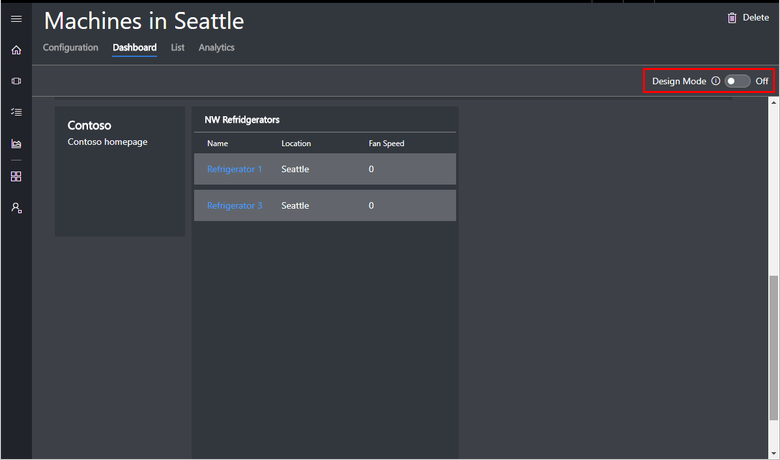 Machines in Seattle
Delete
Configuration Dashboard List Analytics
Design Mode Off
Contoso
Contoso homepage
NW Refridgerators
Name Location Fan Speed
Refrigerator 1 Seattle 0
Refrigerator 3 Seattle 0